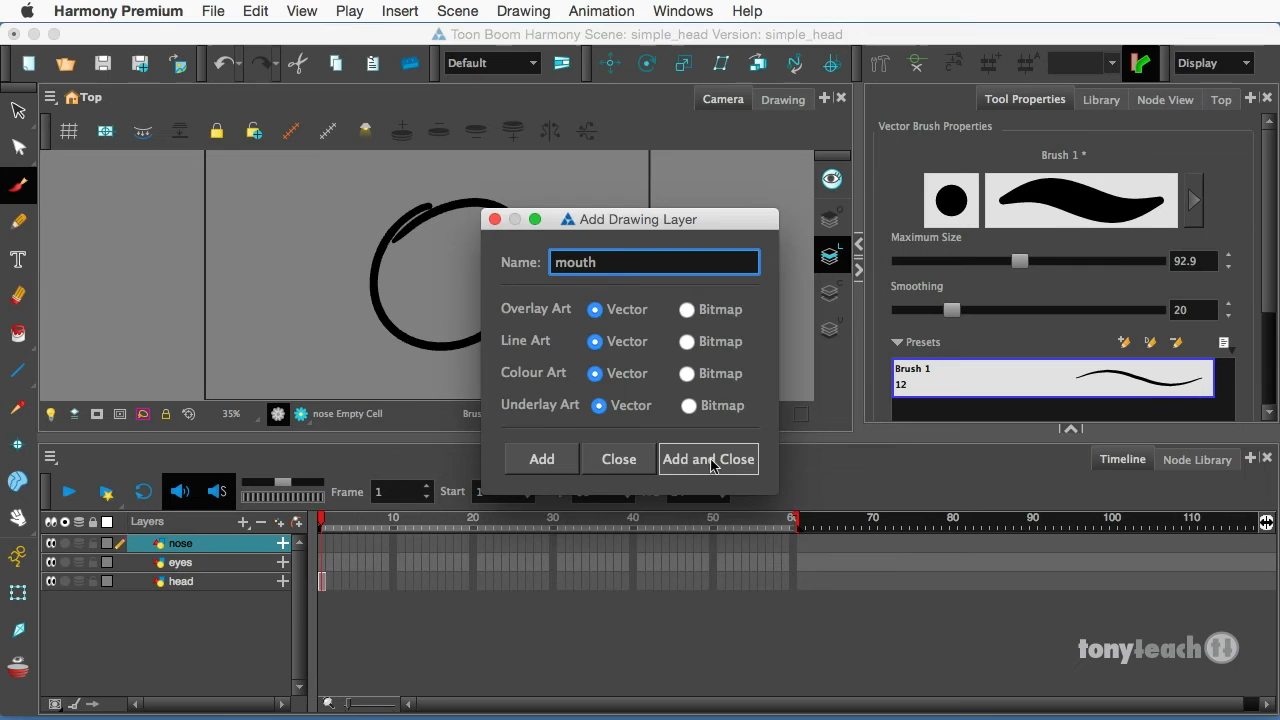 Harmony Premium File Edit View Play Insert Scene Drawing Animation Windows Help
Toon Boom Harmony Scene: simple_head Version: simple_head
Default
Display
Top
Camera
Drawing
Tool Properties
Library
Node View
Top
Vector Brush Properties
Brush 1 *
Maximum Size
92.9
Smoothing
20
Presets
Brush 1
12
Add Drawing Layer
Name: mouth
Overlay Art Vector Bitmap
Line Art Vector Bitmap
Colour Art Vector Bitmap
Underlay Art Vector Bitmap
Add
Close
Add and Close
35%
nose Empty Cell
Timeline
Node Library
Frame 1
Start
Layers
10 20 30 40 50 70 80 90 100 110
nose
eyes
head
tonyteach tt